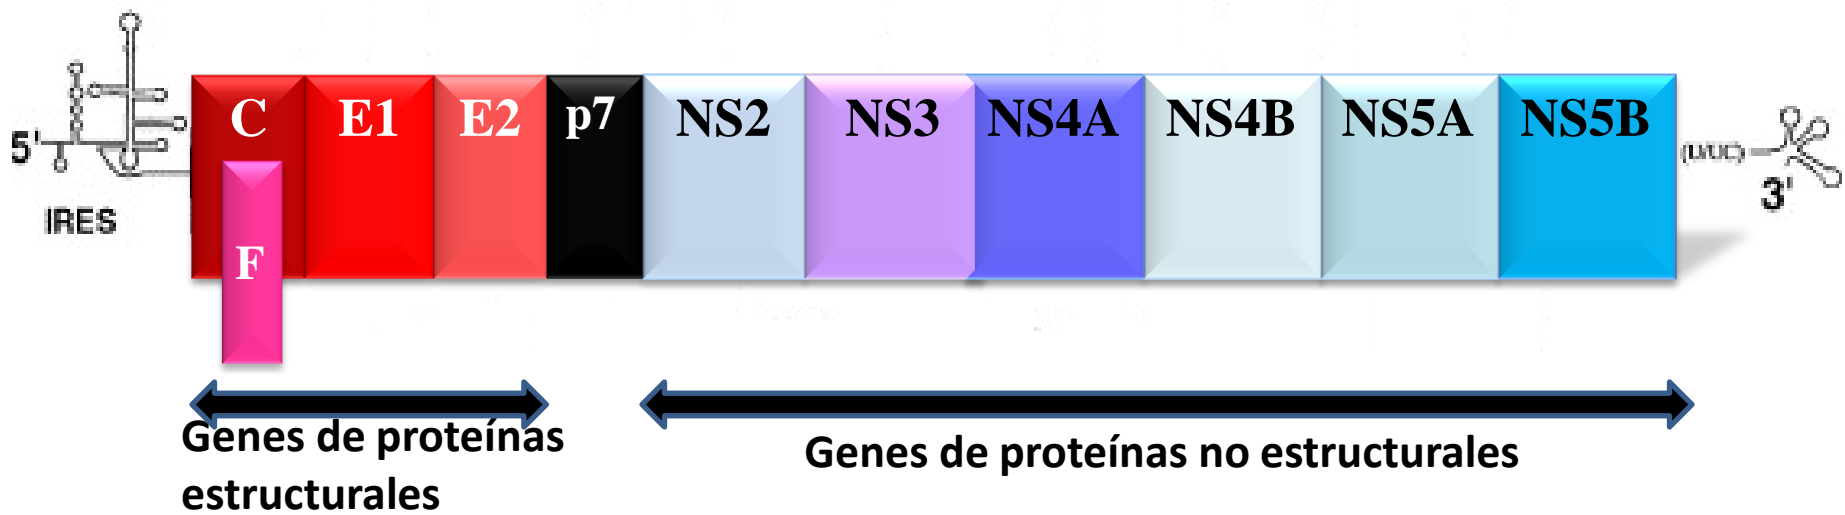 C E1 E2 p7 NS2 NS3 NS4A NS4B NS5A NS5B
5'
(U/UC)
3'
IRES
F
Genes de proteínas
estructurales
Genes de proteínas no estructurales